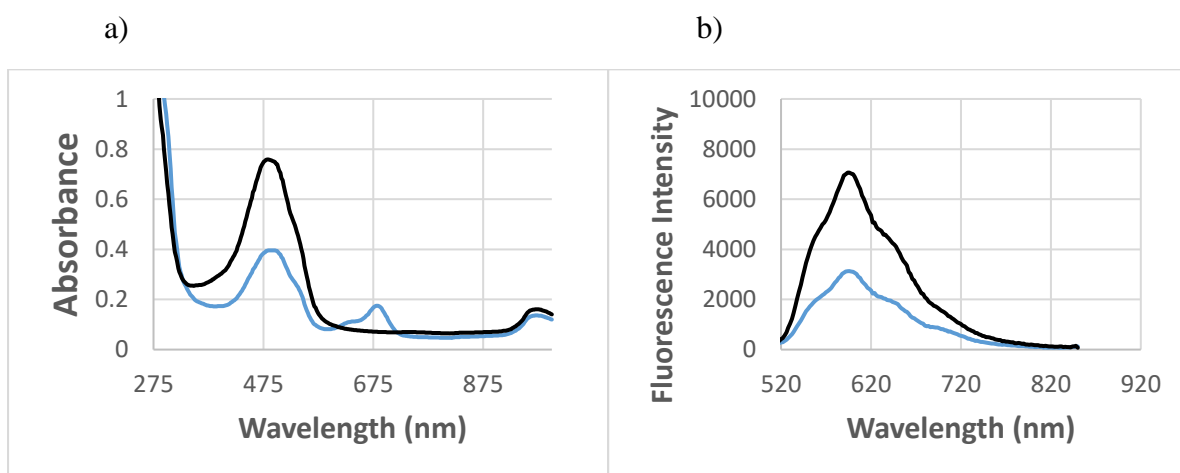 a)
b)
1
0.8
0.6
0.4
0.2
0
Absorbance
275 475 675 875
Wavelength (nm)
10000
8000
6000
4000
2000
0
Fluorescence Intensity
520 620 720 820 920
Wavelength (nm)